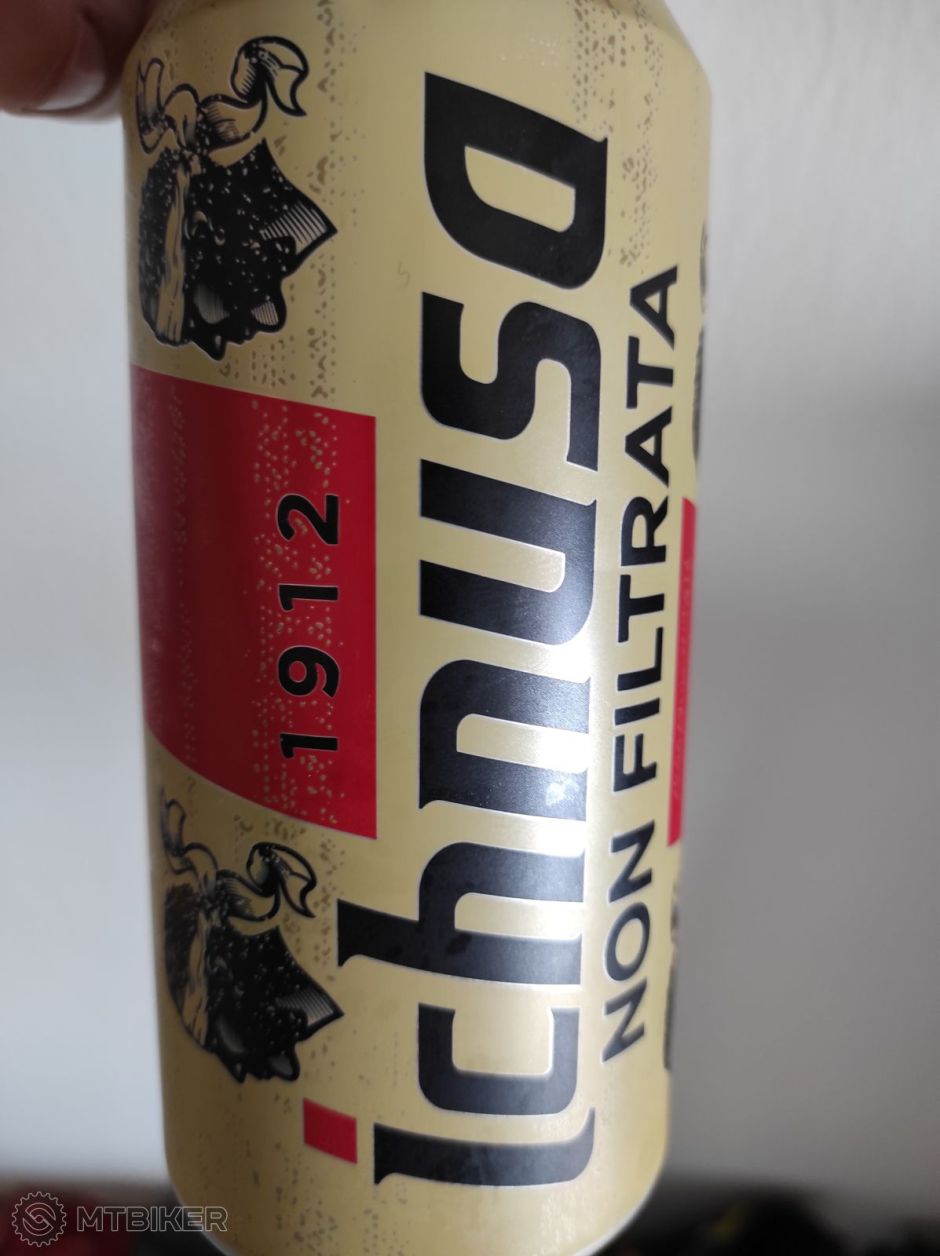 1912
ichnusa
NON FILTRATA
MTBIKER